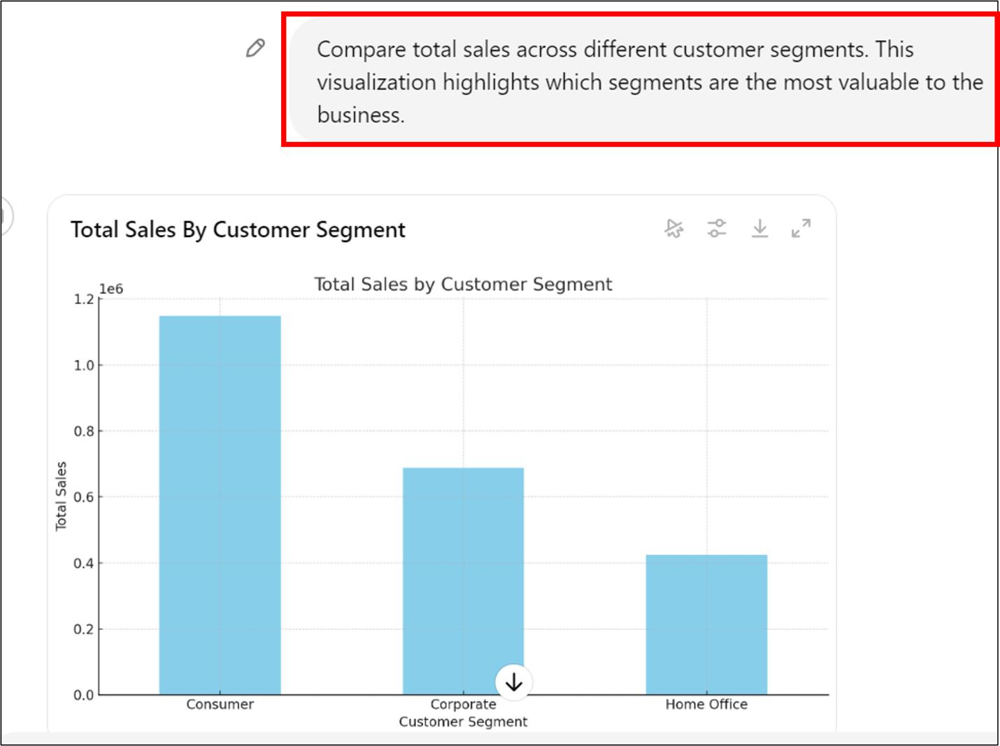 Compare total sales across different customer segments. This
visualization highlights which segments are the most valuable to the
business.
Total Sales By Customer Segment
Total Sales by Customer Segment
1e6
1.2
1.0
0.8
0.6
0.4
0.2
0.0
Total Sales
Consumer
Corporate
Home Office
Customer Segment